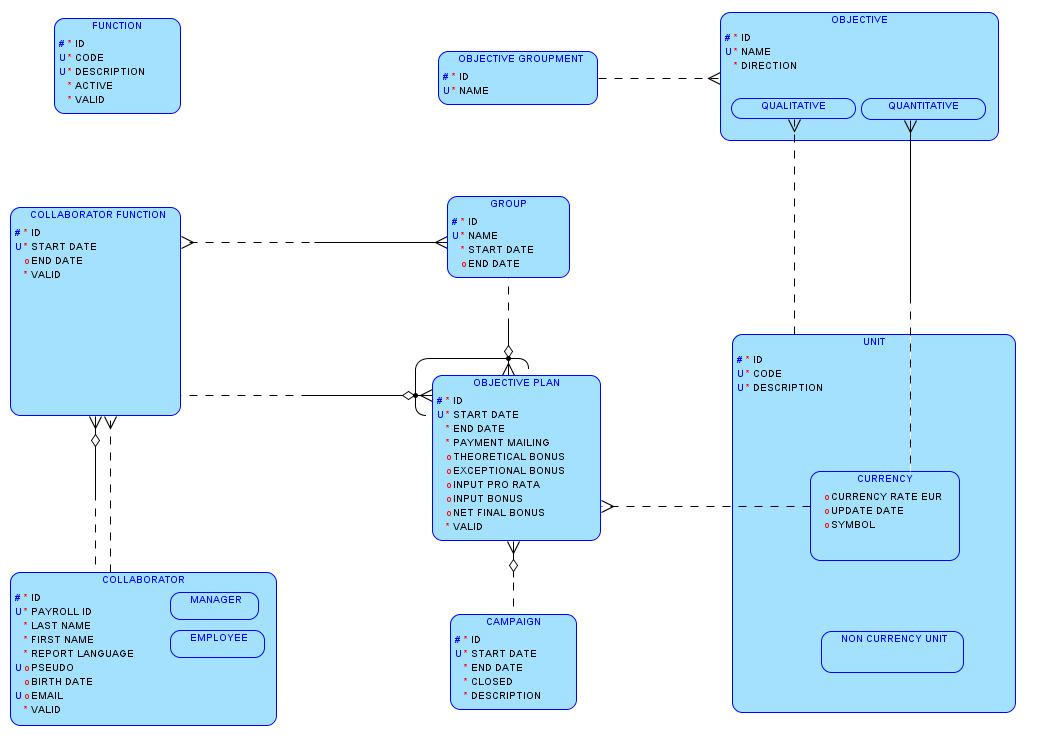 FUNCTION
# * ID
U * CODE
U * DESCRIPTION
* ACTIVE
* VALID
OBJECTIVE GROUPMENT
# * ID
U * NAME
OBJECTIVE
# * ID
U * NAME
* DIRECTION
QUALITATIVE
QUANTITATIVE
COLLABORATOR FUNCTION
# * ID
U * START DATE
o END DATE
* VALID
GROUP
# * ID
U * NAME
* START DATE
o END DATE
OBJECTIVE PLAN
# * ID
U * START DATE
* END DATE
* PAYMENT MAILING
o THEORETICAL BONUS
o EXCEPTIONAL BONUS
o INPUT PRO RATA
o INPUT BONUS
o NET FINAL BONUS
* VALID
UNIT
# * ID
U * CODE
U * DESCRIPTION
CURRENCY
o CURRENCY RATE EUR
o UPDATE DATE
o SYMBOL
NON CURRENCY UNIT
COLLABORATOR
# * ID
U * PAYROLL ID
* LAST NAME
* FIRST NAME
* REPORT LANGUAGE
U o PSEUDO
o BIRTH DATE
U o EMAIL
* VALID
MANAGER
EMPLOYEE
CAMPAIGN
# * ID
U * START DATE
* END DATE
* CLOSED
* DESCRIPTION